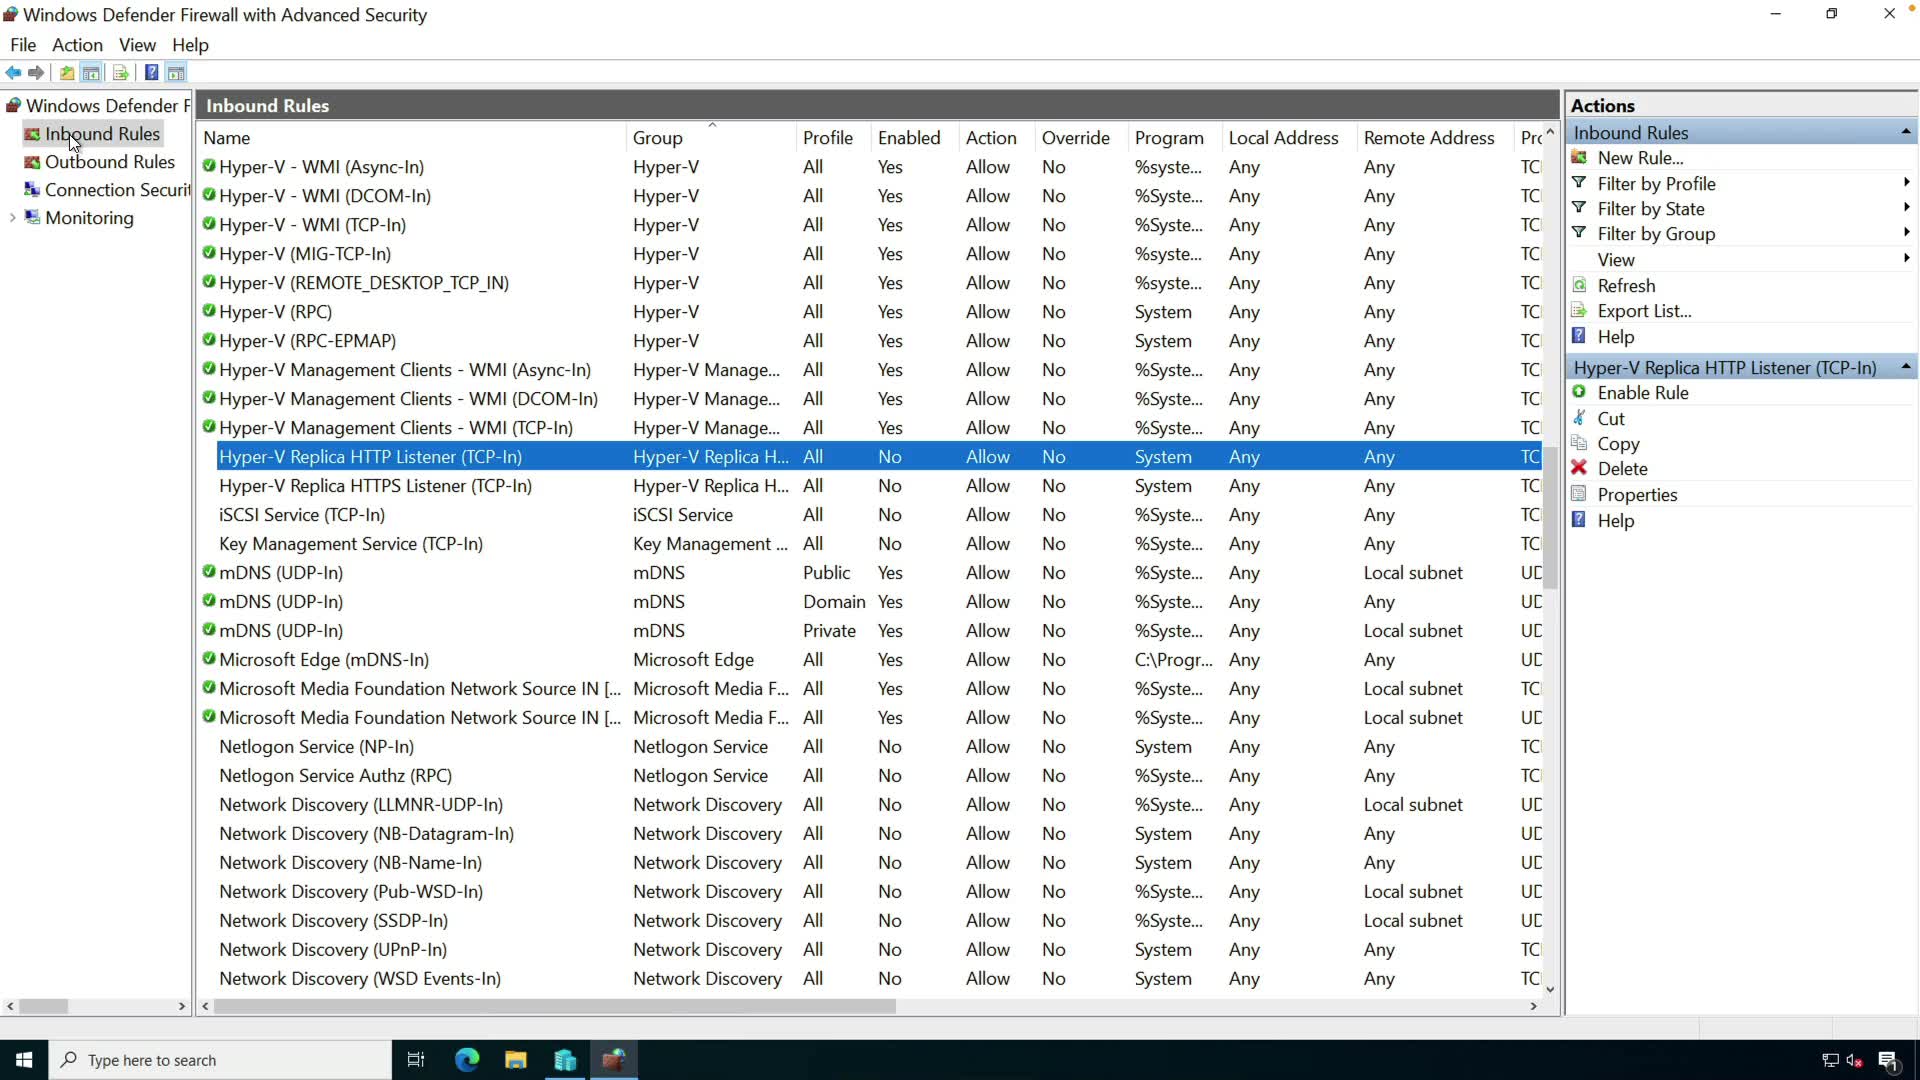 Windows Defender Firewall with Advanced Security
File Action View Help
Windows Defender F
Inbound Rules
Outbound Rules
Connection Securit
Monitoring
Inbound Rules
Name Group Profile Enabled Action Override Program Local Address Remote Address Prc
Hyper-V - WMI (Async-In) Hyper-V All Yes Allow No %syste... Any Any TCI
Hyper-V - WMI (DCOM-In) Hyper-V All Yes Allow No %Syste... Any Any TCI
Hyper-V - WMI (TCP-In) Hyper-V All Yes Allow No %Syste... Any Any TCI
Hyper-V (MIG-TCP-In) Hyper-V All Yes Allow No %syste... Any Any TCI
Hyper-V (REMOTE_DESKTOP_TCP_IN) Hyper-V All Yes Allow No %syste... Any Any TCI
Hyper-V (RPC) Hyper-V All Yes Allow No System Any Any TCI
Hyper-V (RPC-EPMAP) Hyper-V All Yes Allow No System Any Any TCI
Hyper-V Management Clients - WMI (Async-In) Hyper-V Manage... All Yes Allow No %Syste... Any Any TCI
Hyper-V Management Clients - WMI (DCOM-In) Hyper-V Manage... All Yes Allow No %Syste... Any Any TCI
Hyper-V Management Clients - WMI (TCP-In) Hyper-V Manage... All Yes Allow No %Syste... Any Any TCI
Hyper-V Replica HTTP Listener (TCP-In) Hyper-V Replica H... All No Allow No System Any Any TCI
Hyper-V Replica HTTPS Listener (TCP-In) Hyper-V Replica H... All No Allow No System Any Any TCI
iSCSI Service (TCP-In) iSCSI Service All No Allow No %Syste... Any Any TCI
Key Management Service (TCP-In) Key Management ... All No Allow No %Syste... Any Any TCI
mDNS (UDP-In) mDNS Public Yes Allow No %Syste... Any Local subnet UD
mDNS (UDP-In) mDNS Domain Yes Allow No %Syste... Any Any UD
mDNS (UDP-In) mDNS Private Yes Allow No %Syste... Any Local subnet UD
Microsoft Edge (mDNS-In) Microsoft Edge All Yes Allow No C:\Progr... Any Any UD
Microsoft Media Foundation Network Source IN [... Microsoft Media F... All Yes Allow No %Syste... Any Local subnet TCI
Microsoft Media Foundation Network Source IN [... Microsoft Media F... All Yes Allow No %Syste... Any Local subnet UD
Netlogon Service (NP-In) Netlogon Service All No Allow No System Any Any TCI
Netlogon Service Authz (RPC) Netlogon Service All No Allow No %Syste... Any Any TCI
Network Discovery (LLMNR-UDP-In) Network Discovery All No Allow No %Syste... Any Local subnet UD
Network Discovery (NB-Datagram-In) Network Discovery All No Allow No System Any Any UD
Network Discovery (NB-Name-In) Network Discovery All No Allow No System Any Any UD
Network Discovery (Pub-WSD-In) Network Discovery All No Allow No %Syste... Any Local subnet UD
Network Discovery (SSDP-In) Network Discovery All No Allow No %Syste... Any Local subnet UD
Network Discovery (UPnP-In) Network Discovery All No Allow No System Any Any TCI
Network Discovery (WSD Events-In) Network Discovery All No Allow No System Any Any TCI
Actions
Inbound Rules
New Rule...
Filter by Profile
Filter by State
Filter by Group
View
Refresh
Export List...
Help
Hyper-V Replica HTTP Listener (TCP-In)
Enable Rule
Cut
Copy
Delete
Properties
Help
Type here to search
1